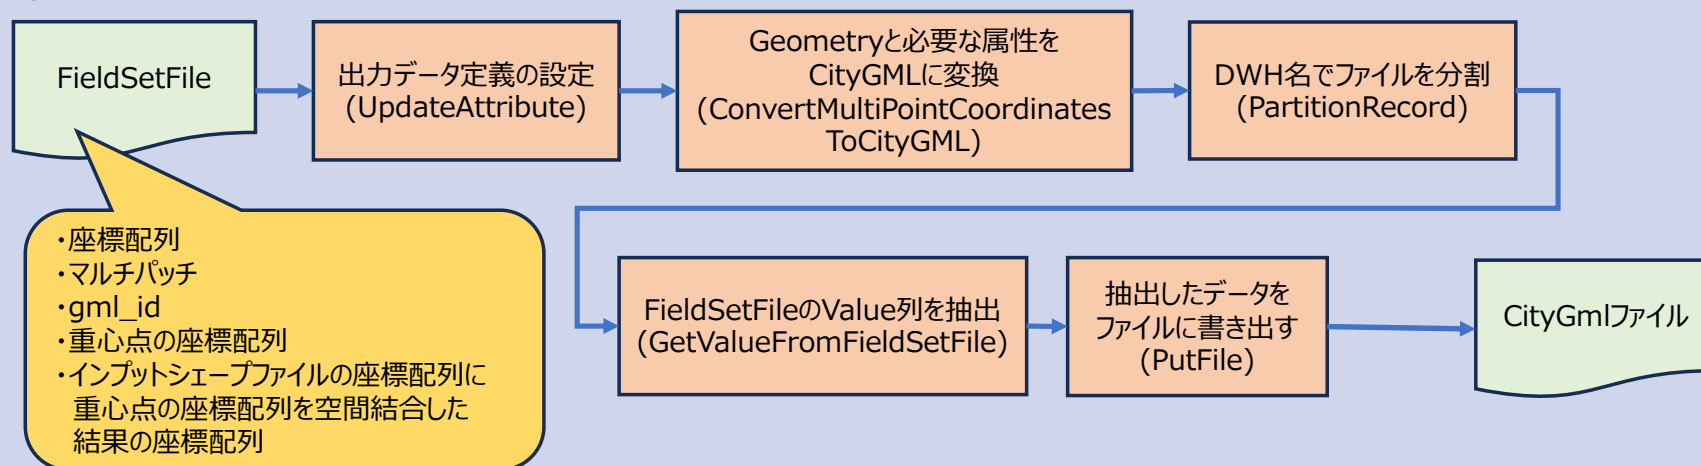 FieldSetFile
出力データ定義の設定
(UpdateAttribute)
Geometryと必要な属性を
CityGMLに変換
(ConvertMultiPointCoordinates
ToCityGML)
DWH名でファイルを分割
(PartitionRecord)
・座標配列
・マルチパッチ
・gml_id
・重心点の座標配列
・インプットシェープファイルの座標配列に
重心点の座標配列を空間結合した
結果の座標配列
FieldSetFileのValue列を抽出
(GetValueFromFieldSetFile)
抽出したデータを
ファイルに書き出す
(PutFile)
CityGmlファイル